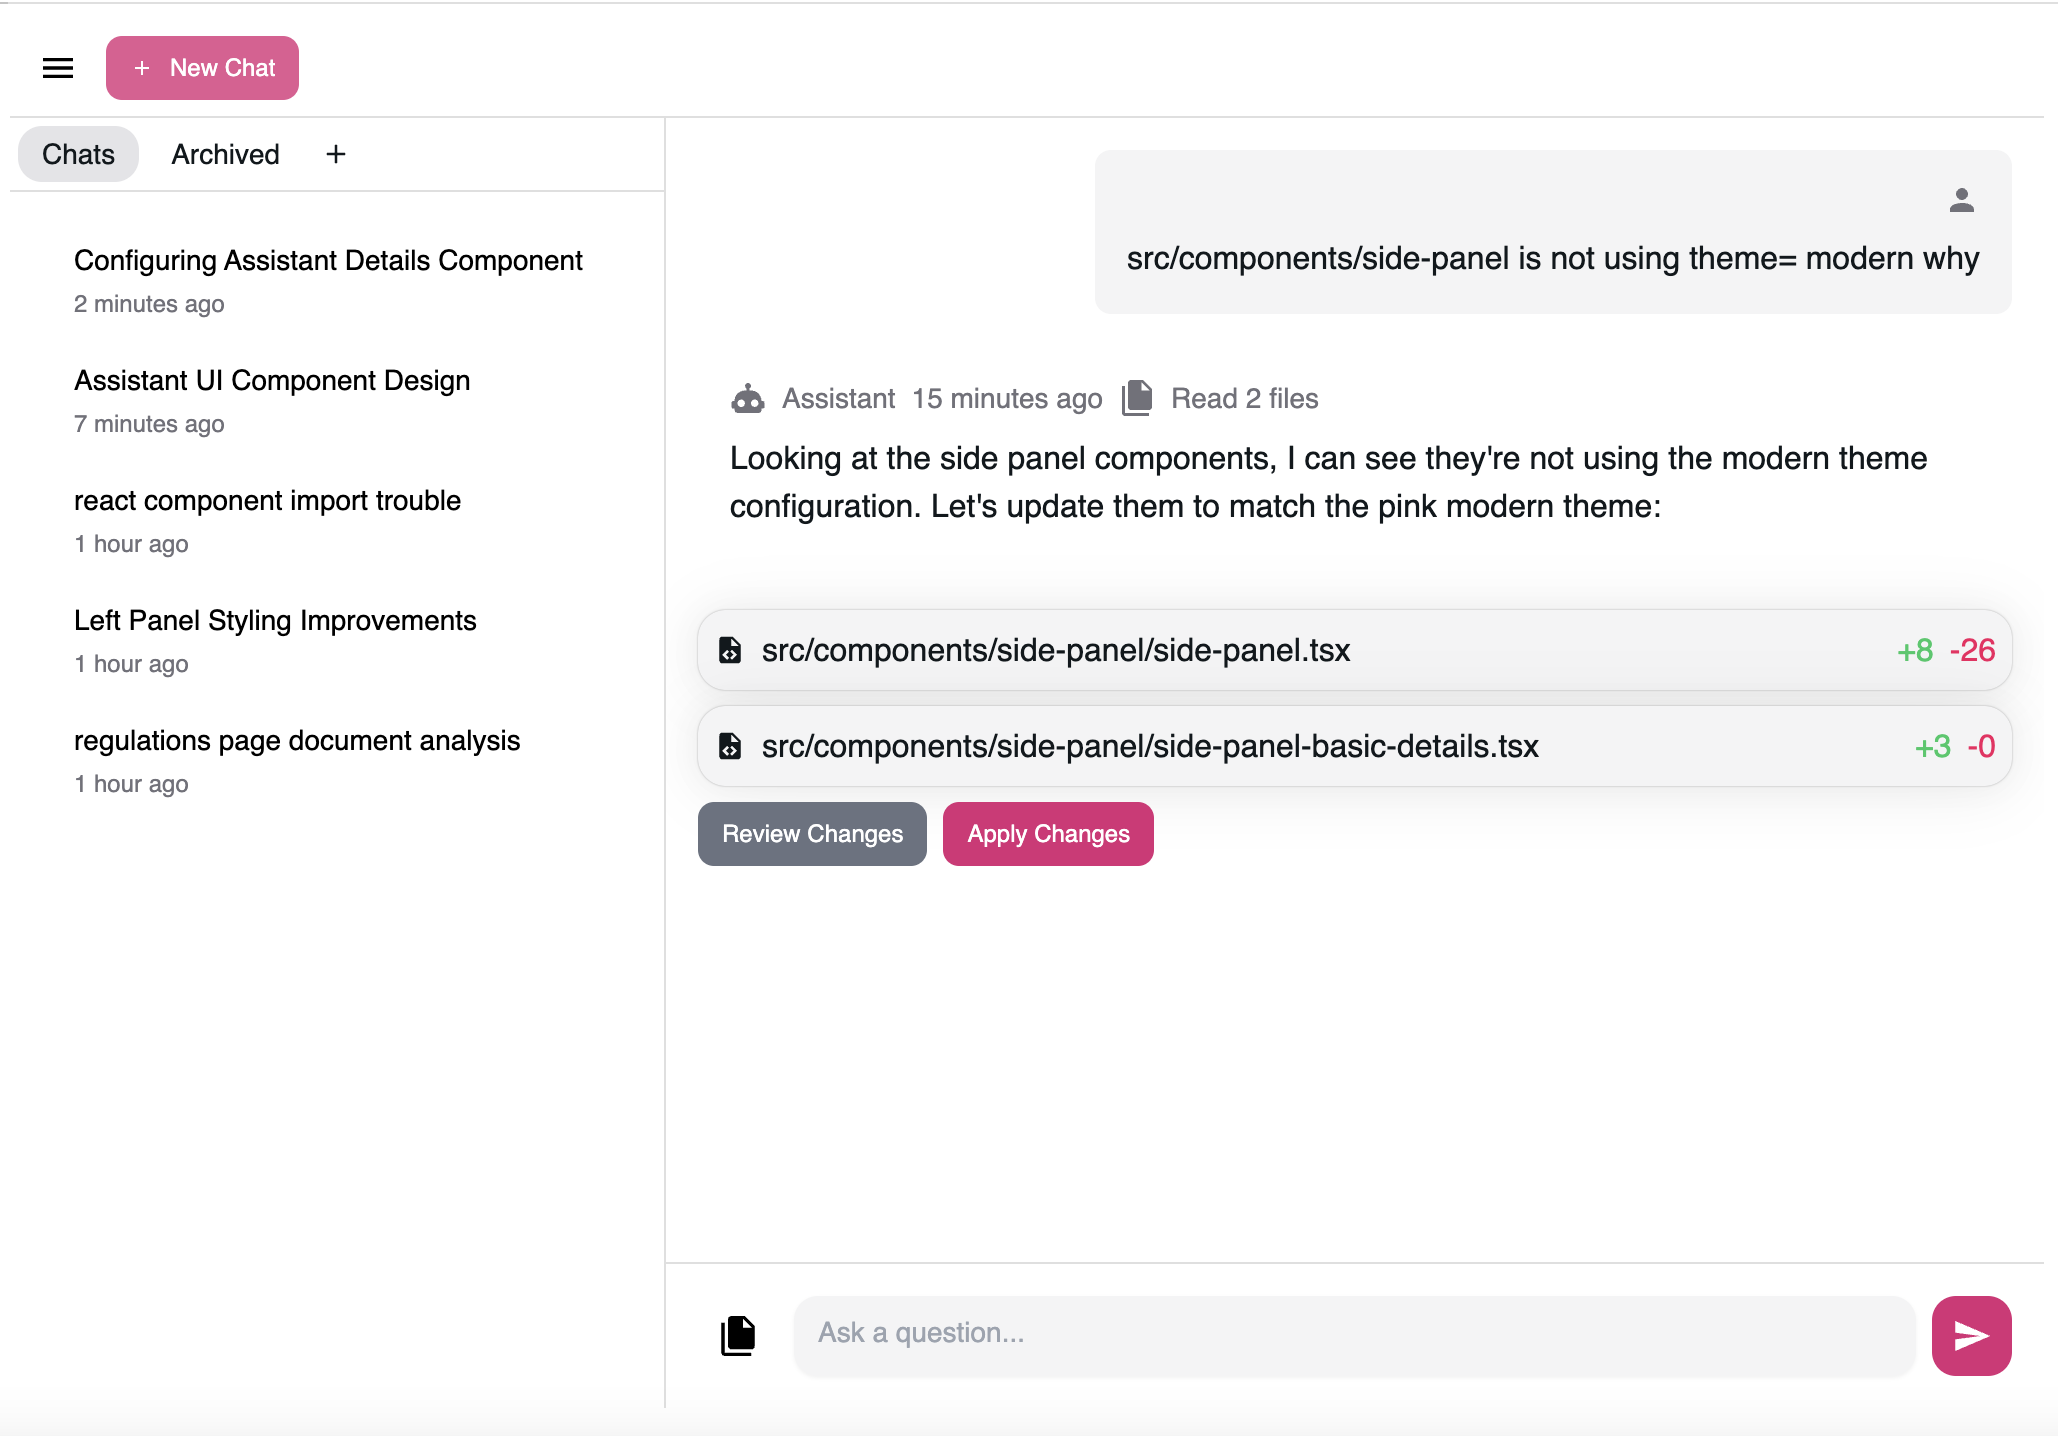 + New Chat
Chats Archived +
Configuring Assistant Details Component
2 minutes ago
Assistant UI Component Design
7 minutes ago
react component import trouble
1 hour ago
Left Panel Styling Improvements
1 hour ago
regulations page document analysis
1 hour ago
src/components/side-panel is not using theme= modern why
Assistant 15 minutes ago Read 2 files
Looking at the side panel components, I can see they're not using the modern theme
configuration. Let's update them to match the pink modern theme:
src/components/side-panel/side-panel.tsx +8 -26
src/components/side-panel/side-panel-basic-details.tsx +3 -0
Review Changes Apply Changes
Ask a question...